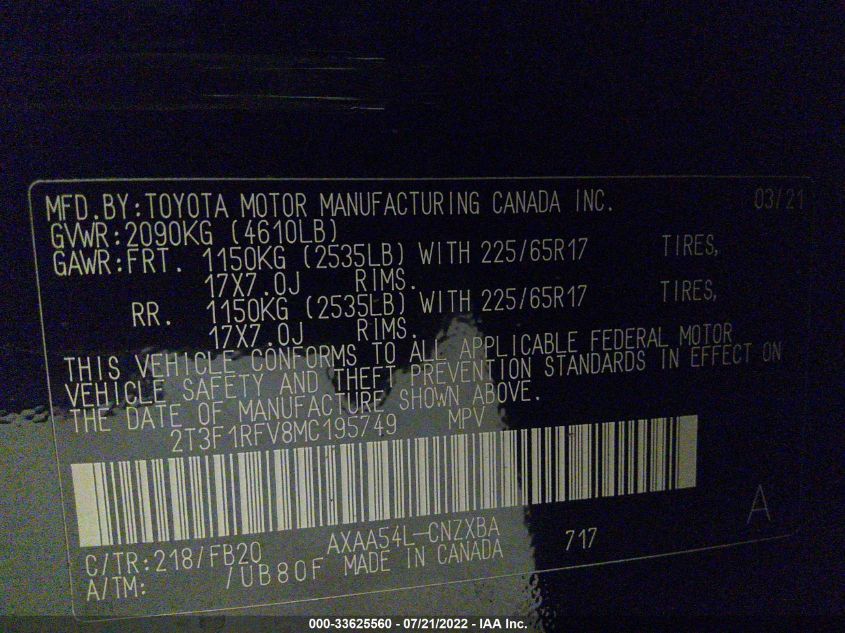 MFD.BY:TOYOTA MOTOR MANUFACTURING CANADA INC. 03/21
GVWR:2090KG (4610LB)
GAWR:FRT. 1150KG (2535LB) WITH 225/65R17 TIRES,
17X7.0J RIMS.
RR. 1150KG (2535LB) WITH 225/65R17 TIRES,
17X7.0J RIMS.
THIS VEHICLE CONFORMS TO ALL APPLICABLE FEDERAL MOTOR
VEHICLE SAFETY AND THEFT PREVENTION STANDARDS IN EFFECT ON
THE DATE OF MANUFACTURE SHOWN ABOVE.
2T3F1RFV8MC195749 MPV
A
C/TR:218/FB20 AXAA54L-CNZXBA 717
A/TM: /UB80F MADE IN CANADA
000-33625560 - 07/21/2022 - IAA Inc.